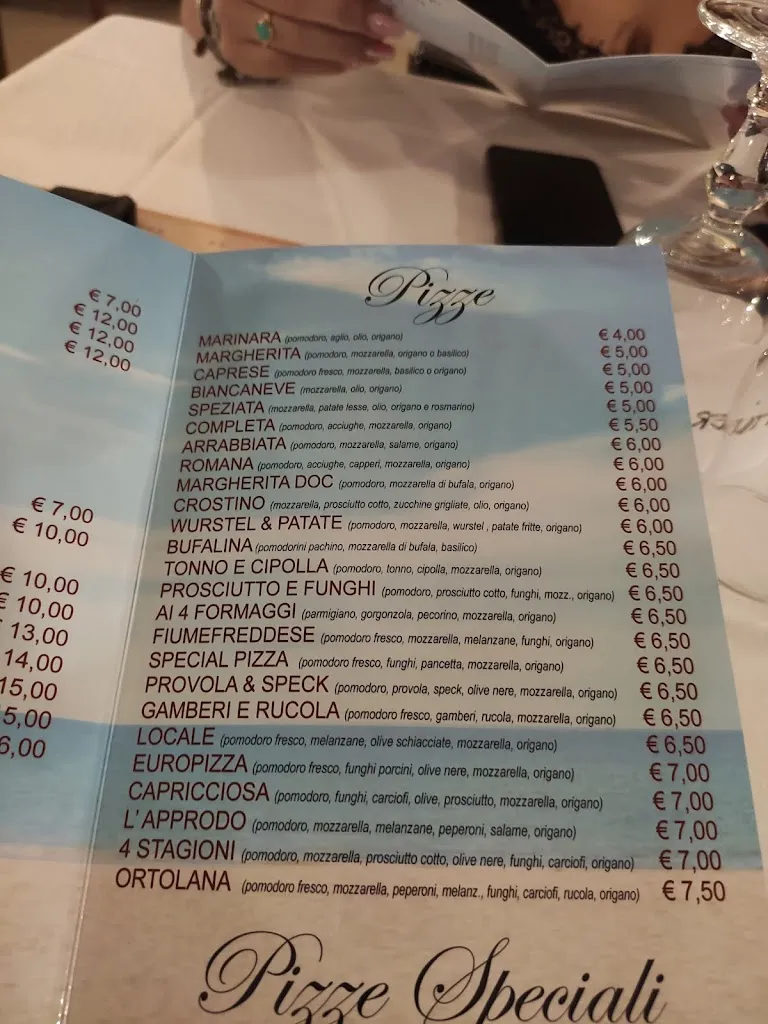 € 7,00
€ 12,00
€ 12,00
€ 12,00
€ 7,00
€ 10,00
€ 10,00
€ 10,00
13,00
14,00
15,00
5,00
6,00
Pizze
MARINARA (pomodoro, aglio, olio, origano) € 4,00
MARGHERITA (pomodoro, mozzarella, origano o basilico) € 5,00
CAPRESE (pomodoro fresco, mozzarella, basilico o origano) € 5,00
BIANCANEVE (mozzarella, olio, origano) € 5,00
SPEZIATA (mozzarella, patate lesse, olio, origano e rosmarino) € 5,00
COMPLETA (pomodoro, acciughe, mozzarella, origano) € 5,50
ARRABBIATA (pomodoro, mozzarella, salame, origano) € 6,00
ROMANA (pomodoro, acciughe, capperi, mozzarella, origano) € 6,00
MARGHERITA DOC (pomodoro, mozzarella di bufala, origano) € 6,00
CROSTINO (mozzarella, prosciutto cotto, zucchine grigliate, olio, origano) € 6,00
WURSTEL & PATATE (pomodoro, mozzarella, wurstel , patate fritte, origano) € 6,00
BUFALINA (pomodorini pachino, mozzarella di bufala, basilico) € 6,50
TONNO E CIPOLLA (pomodoro, tonno, cipolla, mozzarella, origano) € 6,50
PROSCIUTTO E FUNGHI (pomodoro, prosciutto cotto, funghi, mozz., origano) € 6,50
AI 4 FORMAGGI (parmigiano, gorgonzola, pecorino, mozzarella, origano) € 6,50
FIUMEFREDDESE (pomodoro fresco, mozzarella, melanzane, funghi, origano) € 6,50
SPECIAL PIZZA (pomodoro fresco, funghi, pancetta, mozzarella, origano) € 6,50
PROVOLA & SPECK (pomodoro, provola, speck, olive nere, mozzarella, origano) € 6,50
GAMBERI E RUCOLA (pomodoro fresco, gamberi, rucola, mozzarella, origano) € 6,50
LOCALE (pomodoro fresco, melanzane, olive schiacciate, mozzarella, origano) € 6,50
EUROPIZZA (pomodoro fresco, funghi porcini, olive nere, mozzarella, origano) € 7,00
CAPRICCIOSA (pomodoro, funghi, carciofi, olive, prosciutto, mozzarella, origano) € 7,00
L' APPRODO (pomodoro, mozzarella, melanzane, peperoni, salame, origano) € 7,00
4 STAGIONI (pomodoro, mozzarella, prosciutto cotto, olive nere, funghi, carciofi, origano) € 7,00
ORTOLANA (pomodoro fresco, mozzarella, peperoni, melanz., funghi, carciofi, rucola, origano) € 7,50
Pizze Speciali